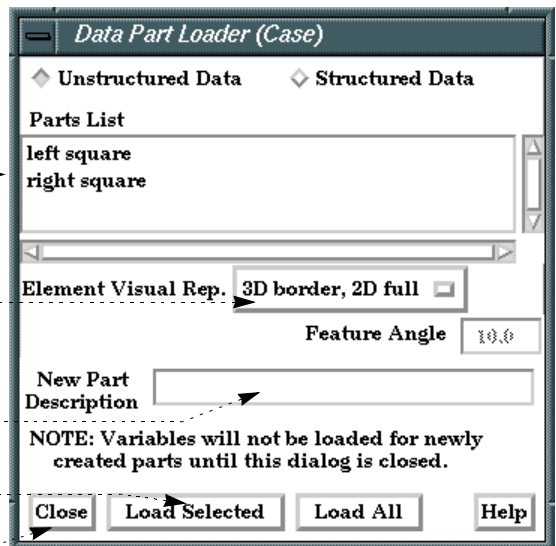 Data Part Loader (Case)
Unstructured Data Structured Data
Parts List
left square
right square
Element Visual Rep. 3D border, 2D full
Feature Angle 10.0
New Part
Description
NOTE: Variables will not be loaded for newly
created parts until this dialog is closed.
Close Load Selected Load All Help